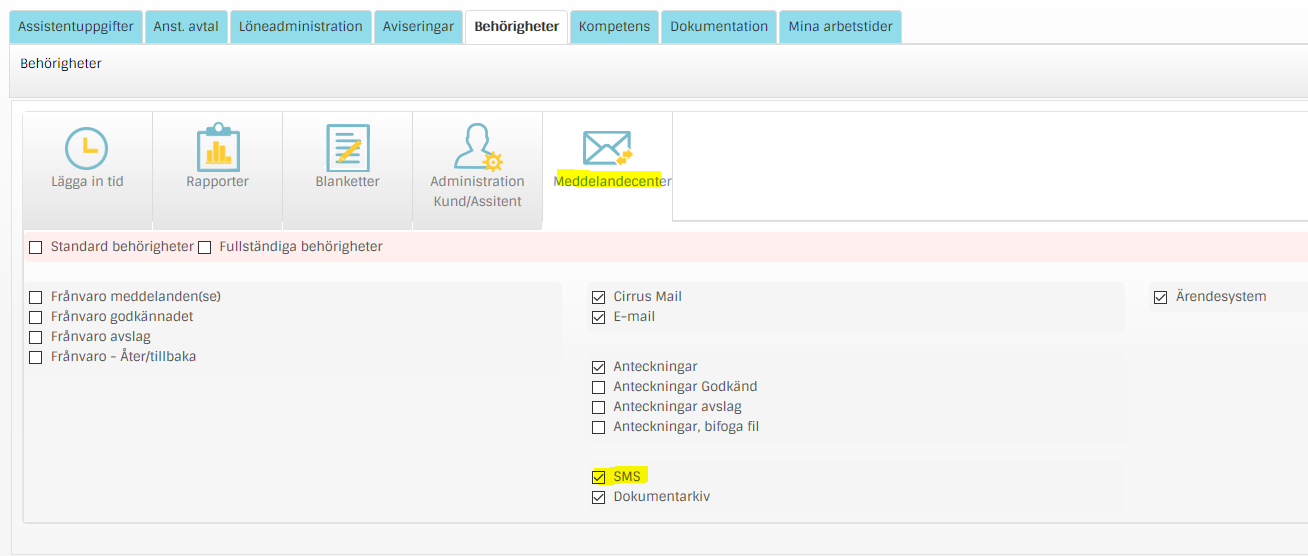 Assistentuppgifter Anst. avtal Löneadministration Aviseringar Behörigheter Kompetens Dokumentation Mina arbetstider
Behörigheter
Lägga in tid
Rapporter
Blanketter
Administration
Kund/Assitent
Meddelandecenter
Standard behörigheter Fullständiga behörigheter
Frånvaro meddelanden(se)
Frånvaro godkännadet
Frånvaro avslag
Frånvaro - Åter/tillbaka
Cirrus Mail
E-mail
Anteckningar
Anteckningar Godkänd
Anteckningar avslag
Anteckningar, bifoga fil
SMS
Dokumentarkiv
Ärendesystem